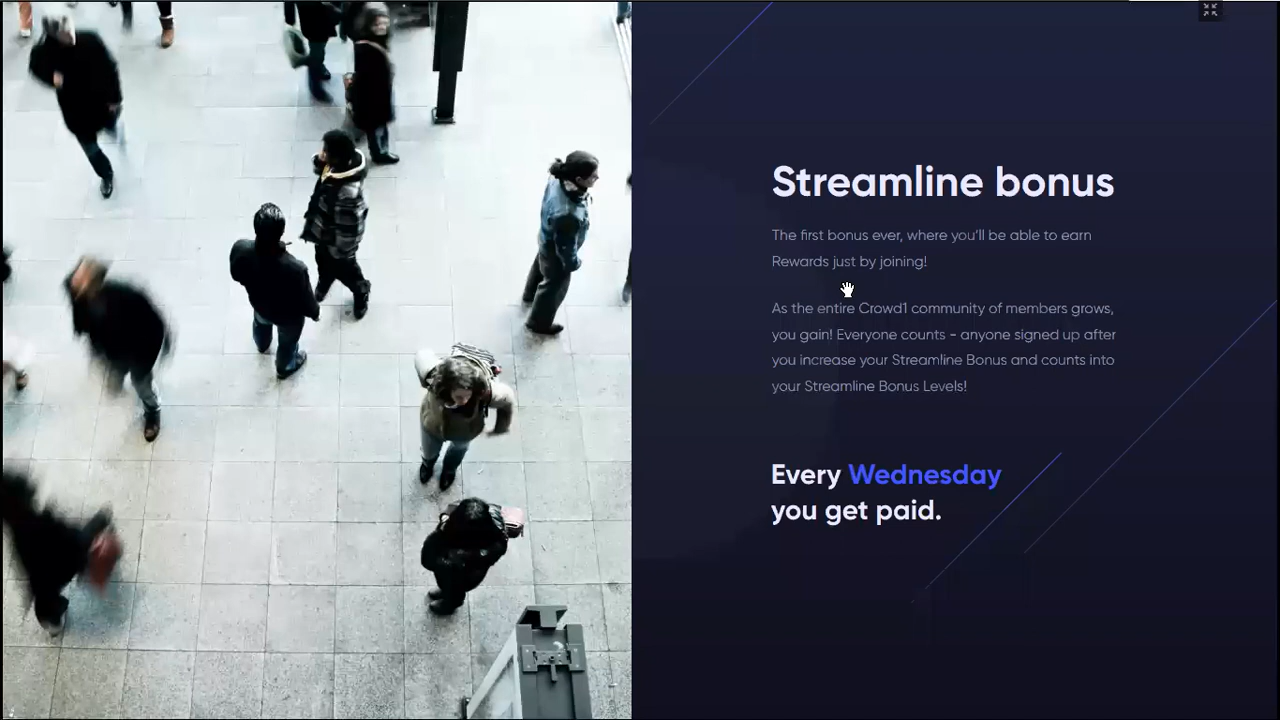 Streamline bonus
The first bonus ever, where you'll be able to earn
Rewards just by joining!
As the entire Crowd1 community of members grows,
you gain! Everyone counts - anyone signed up after
you increase your Streamline Bonus and counts into
your Streamline Bonus Levels!
Every Wednesday
you get paid.